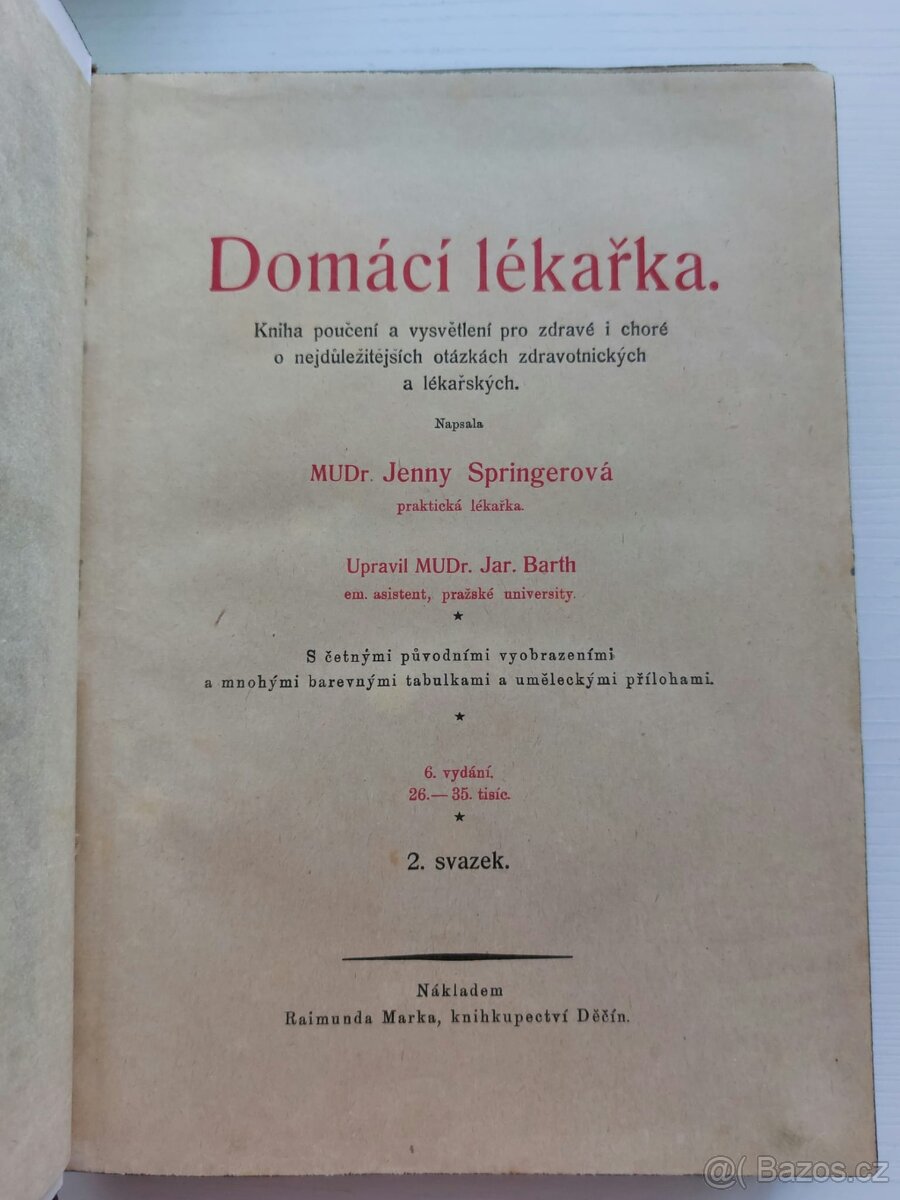 Domácí lékařka.
Kniha poučení a vysvětlení pro zdravé i choré
o nejdůležitějších otázkách zdravotnických
a lékařských.
Napsala
MUDr. Jenny Springerová
praktická lékařka.
Upravil MUDr. Jar. Barth
em. asistent, pražské university.
★
S četnými původními vyobrazeními
a mnohými barevnými tabulkami a uměleckými přílohami.
★
6. vydání.
26.— 35. tisíc.
★
2. svazek.
Nákladem
Raimunda Marka, knihkupectví Děčín.
@( Bazos.cz